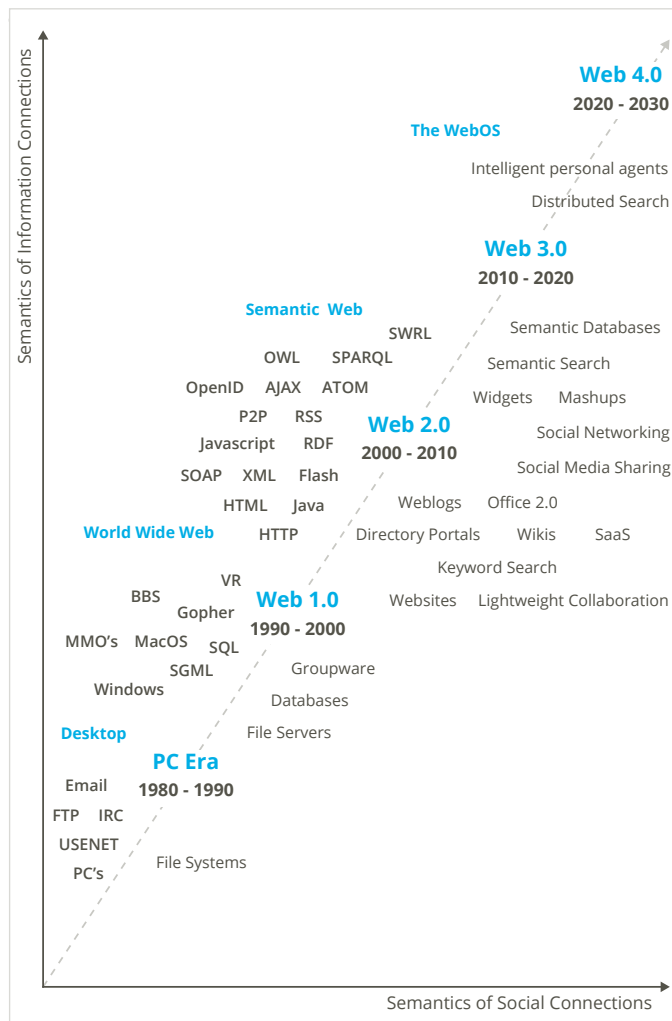 Semantics of Information Connections
Web 4.0
2020 - 2030
The WebOS
Intelligent personal agents
Distributed Search
Web 3.0
2010 - 2020
Semantic Web
SWRL
Semantic Databases
OWL SPARQL
Semantic Search
OpenID AJAX ATOM
Widgets Mashups
P2P RSS
Web 2.0
Social Networking
Javascript RDF
2000 - 2010
Social Media Sharing
SOAP XML Flash
HTML Java
Weblogs Office 2.0
World Wide Web
HTTP
Directory Portals Wikis SaaS
Keyword Search
VR
BBS
Web 1.0
Websites Lightweight Collaboration
Gopher
1990 - 2000
MMO’s MacOS SQL
SGML
Groupware
Windows
Databases
Desktop
File Servers
PC Era
Email
1980 - 1990
FTP IRC
USENET
File Systems
PC’s
Semantics of Social Connections